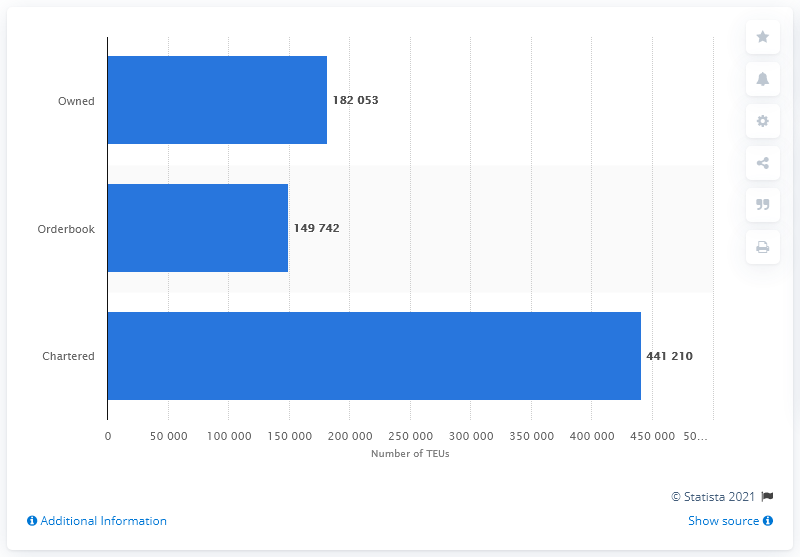 Owned
182 053
Orderbook
149 742
Chartered
441 210
0 50 000 100 000 150 000 200 000 250 000 300 000 350 000 400 000 450 000 50...
Number of TEUs
© Statista 2021
Additional Information
Show source